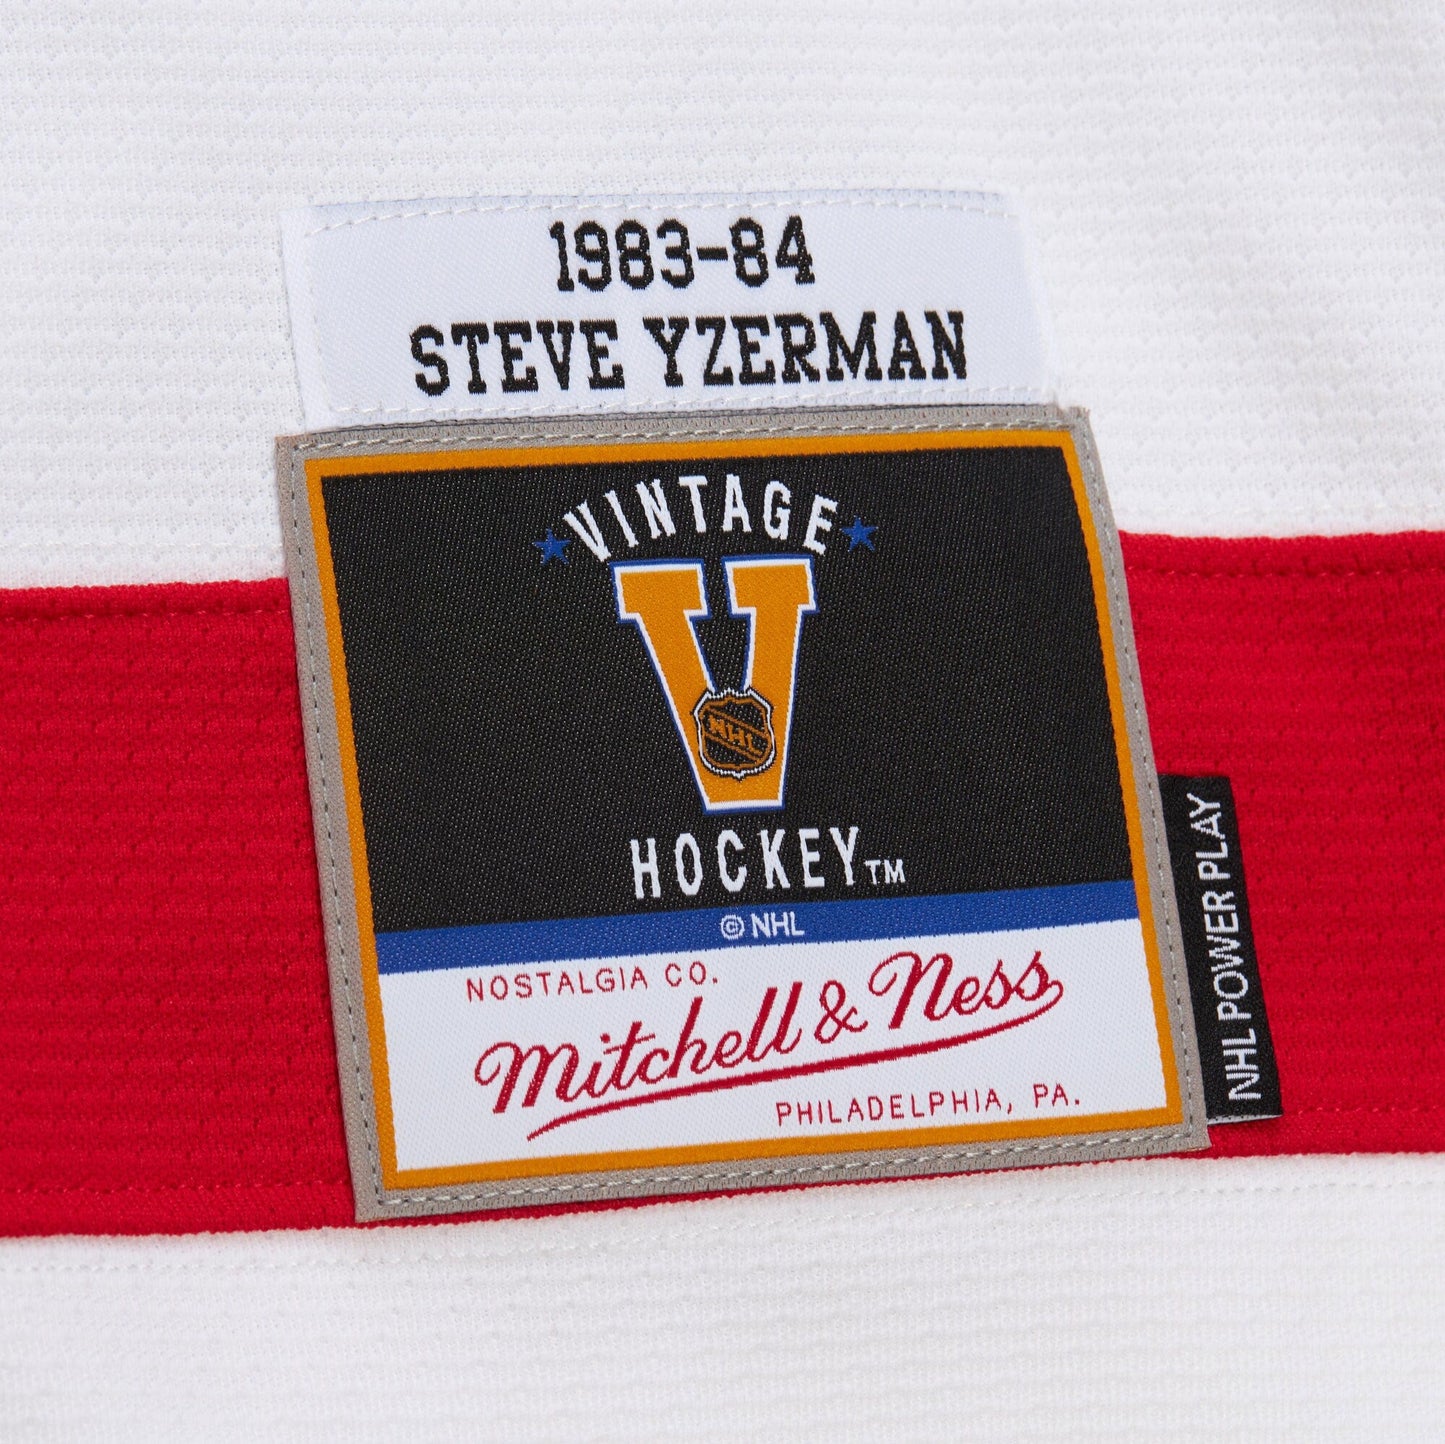 1983-84
STEVE YZERMAN
VINTAGE
V
NHL
HOCKEY™
© NHL
NOSTALGIA CO.
Mitchell & Ness
PHILADELPHIA, PA.
NHL POWER PLAY